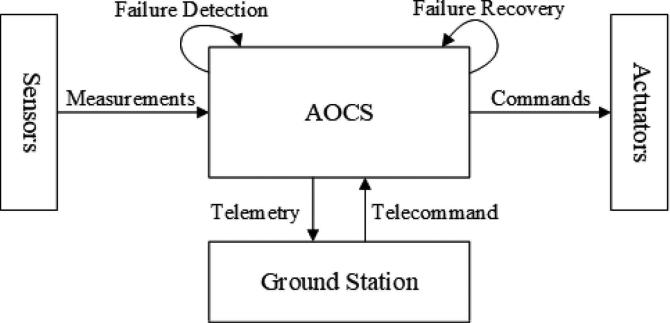 Failure Detection
Failure Recovery
Sensors
Measurements
AOCS
Commands
Actuators
Telemetry
Telecommand
Ground Station